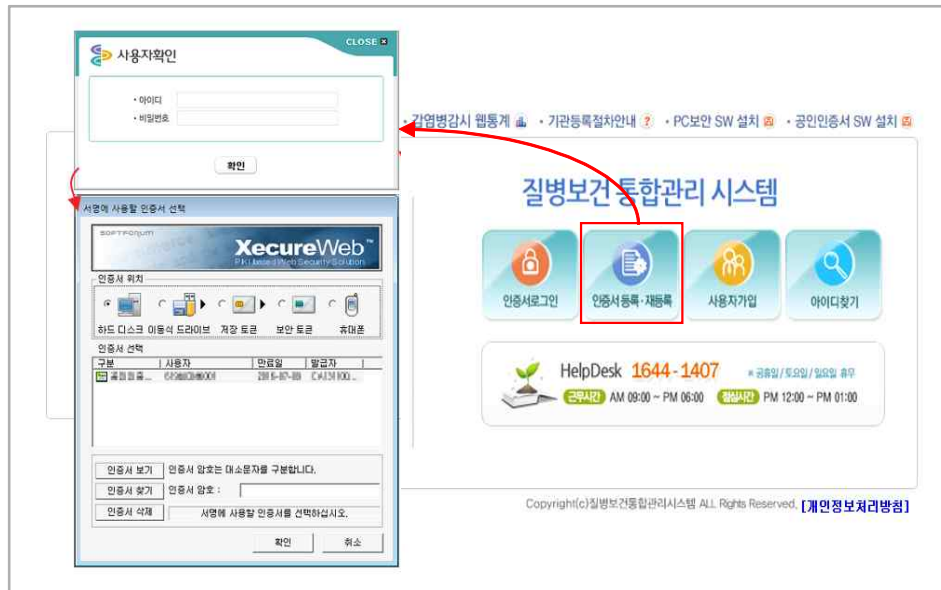 CLOSE
사용자확인
· 아이디
· 비밀번호
확인
· 감염병감시 웹통계 · 기관등록절차안내 ? · PC보안 SW 설치 · 공인인증서 SW 설치
질병보건 통합관리 시스템
인증서로그인 인증서등록·재등록 사용자가입 아이디찾기
HelpDesk 1644-1407 * 공휴일/토요일/일요일 휴무
근무시간 AM 09:00 ~ PM 06:00 점심시간 PM 12:00 ~ PM 01:00
Copyright(c)질병보건통합관리시스템 ALL Rights Reserved. [개인정보처리방침]
서명에 사용할 인증서 선택
SOFTFORUM
XecureWeb™
PKI based Web Security Solution
인증서 위치
하드 디스크 이동식 드라이브 저장 토큰 보안 토큰 휴대폰
인증서 선택
구분 사용자 만료일 발급자
인증서 보기 인증서 암호는 대소문자를 구분합니다.
인증서 찾기 인증서 암호 :
인증서 삭제 서명에 사용할 인증서를 선택하십시오.
확인 취소